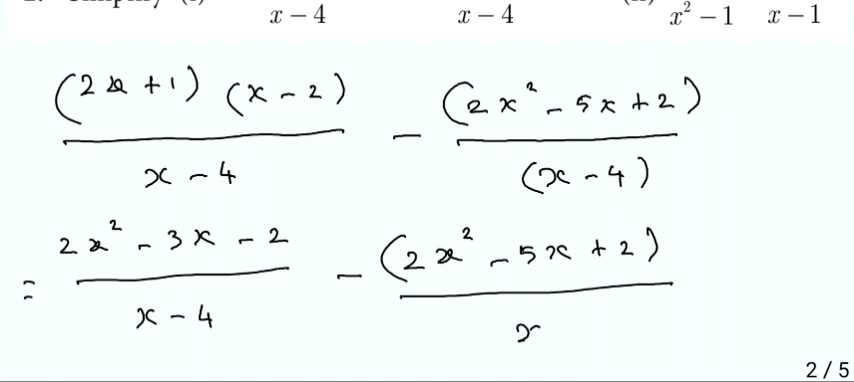 x − 4    x − 4    x² − 1    x − 1
(2x + 1) (x − 2) / x − 4 − (2x² − 5x + 2) / (x − 4)
= 2x² − 3x − 2 / x − 4 − (2x² − 5x + 2) / x
2 / 5